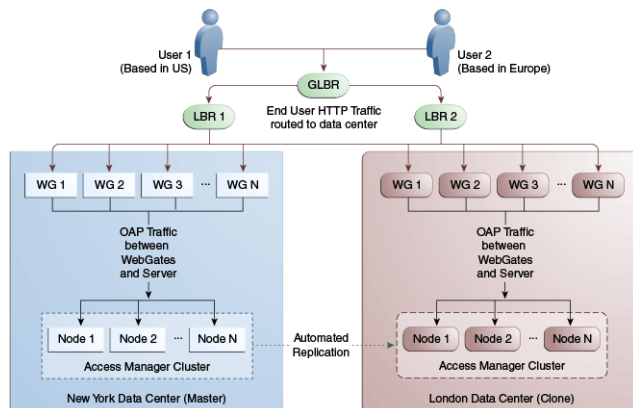 User 1
(Based in US)
User 2
(Based in Europe)
GLBR
LBR 1
End User HTTP Traffic
routed to data center
LBR 2
WG 1
WG 2
WG 3
...
WG N
WG 1
WG 2
WG 3
...
WG N
OAP Traffic
between
WebGates
and Server
OAP Traffic
between
WebGates
and Server
Node 1
Node 2
...
Node N
Access Manager Cluster
Automated
Replication
Node 1
Node 2
...
Node N
Access Manager Cluster
New York Data Center (Master)
London Data Center (Clone)